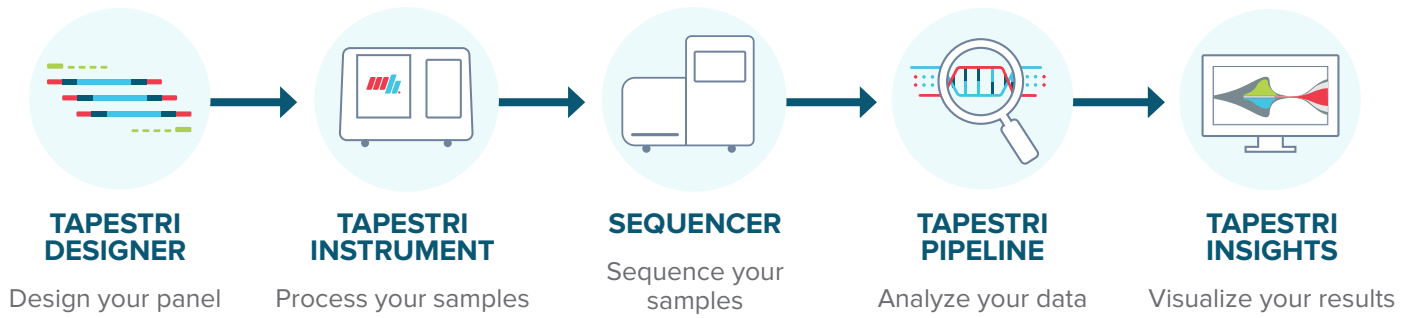 TAPESTRI
DESIGNER
Design your panel
TAPESTRI
INSTRUMENT
Process your samples
SEQUENCER
Sequence your
samples
TAPESTRI
PIPELINE
Analyze your data
TAPESTRI
INSIGHTS
Visualize your results